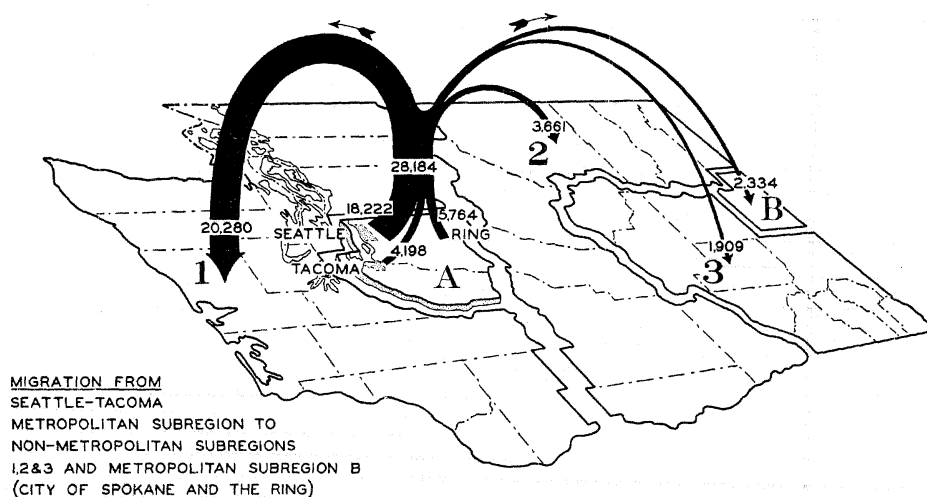 3,661
2
28,184
2,334
B
18,222
5,764
20,280
SEATTLE
RING
4,198
1,909
1
TACOMA
A
3
MIGRATION FROM
SEATTLE-TACOMA
METROPOLITAN SUBREGION TO
NON-METROPOLITAN SUBREGIONS
1,2&3 AND METROPOLITAN SUBREGION B
(CITY OF SPOKANE AND THE RING)